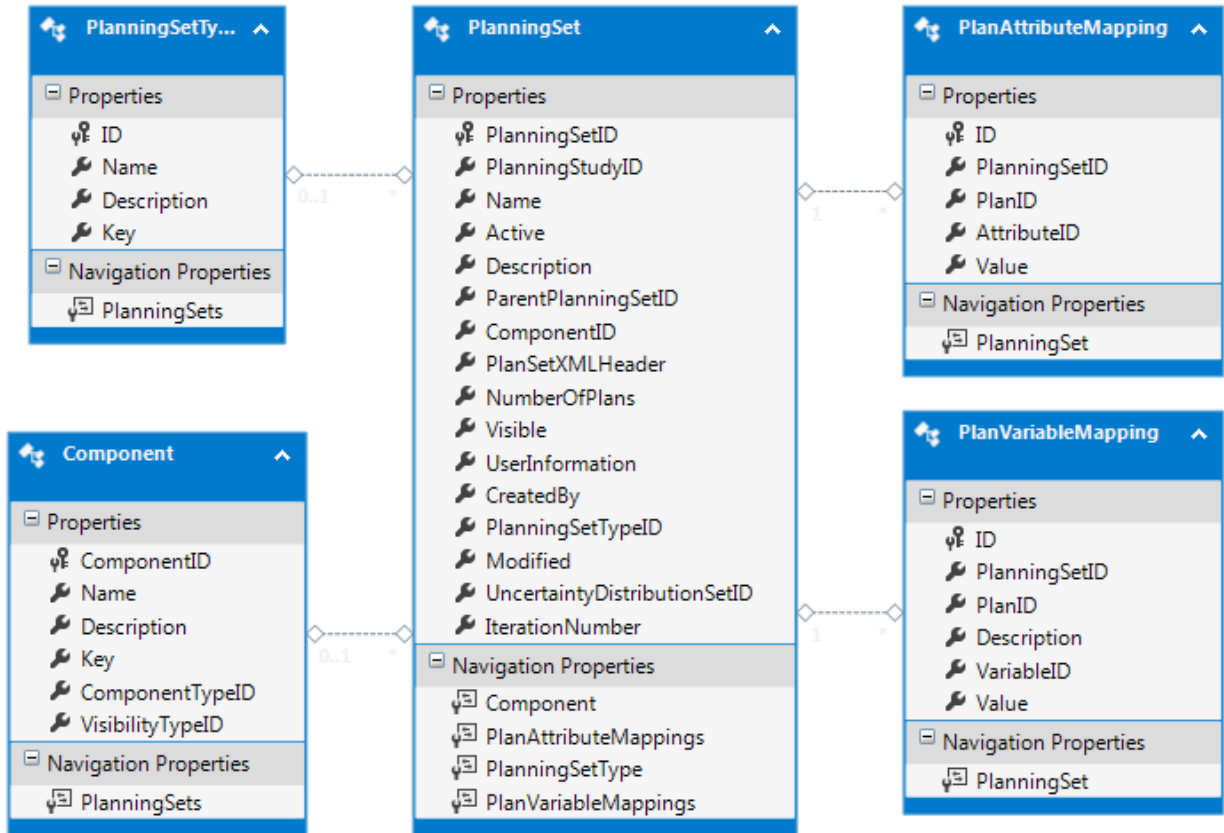 PlanningSetTy...
Properties
ID
Name
Description
Key
Navigation Properties
PlanningSets
0..1
*
Component
Properties
ComponentID
Name
Description
Key
ComponentTypeID
VisibilityTypeID
Navigation Properties
PlanningSets
0..1
*
PlanningSet
Properties
PlanningSetID
PlanningStudyID
Name
Active
Description
ParentPlanningSetID
ComponentID
PlanSetXMLHeader
NumberOfPlans
Visible
UserInformation
CreatedBy
PlanningSetTypeID
Modified
UncertaintyDistributionSetID
IterationNumber
Navigation Properties
Component
PlanAttributeMappings
PlanningSetType
PlanVariableMappings
1
*
PlanAttributeMapping
Properties
ID
PlanningSetID
PlanID
AttributeID
Value
Navigation Properties
PlanningSet
1
*
PlanVariableMapping
Properties
ID
PlanningSetID
PlanID
Description
VariableID
Value
Navigation Properties
PlanningSet